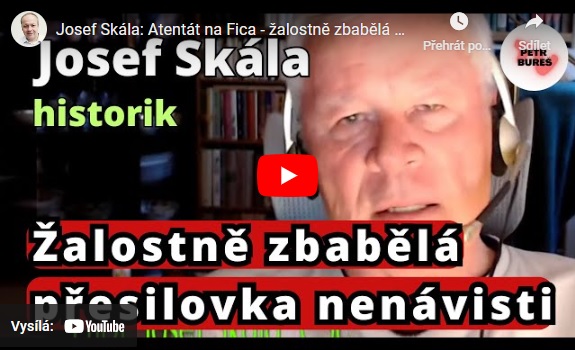 Josef Skála: Atentát na Fica - žalostně zbabělá ...
Přehrát po...
Sdílet
Josef Skála
PETR
BUREŠ
historik
Žalostně zbabělá
přesilovka nenávisti
Vysílá: YouTube